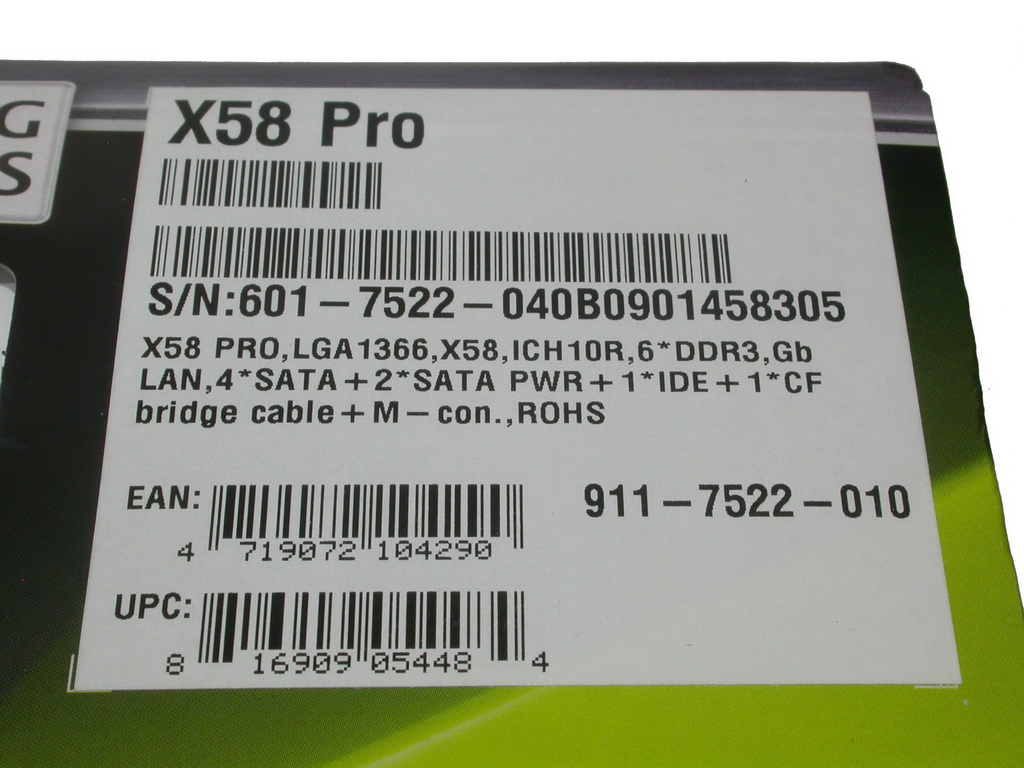 G
S
X58 Pro
S/N:601-7522-040B0901458305
X58 PRO,LGA1366,X58,ICH10R,6*DDR3,Gb
LAN,4*SATA+2*SATA PWR+1*IDE+1*CF
bridge cable+M-con.,ROHS
EAN:
911-7522-010
4 719072 104290
UPC:
8 16909 05448 4